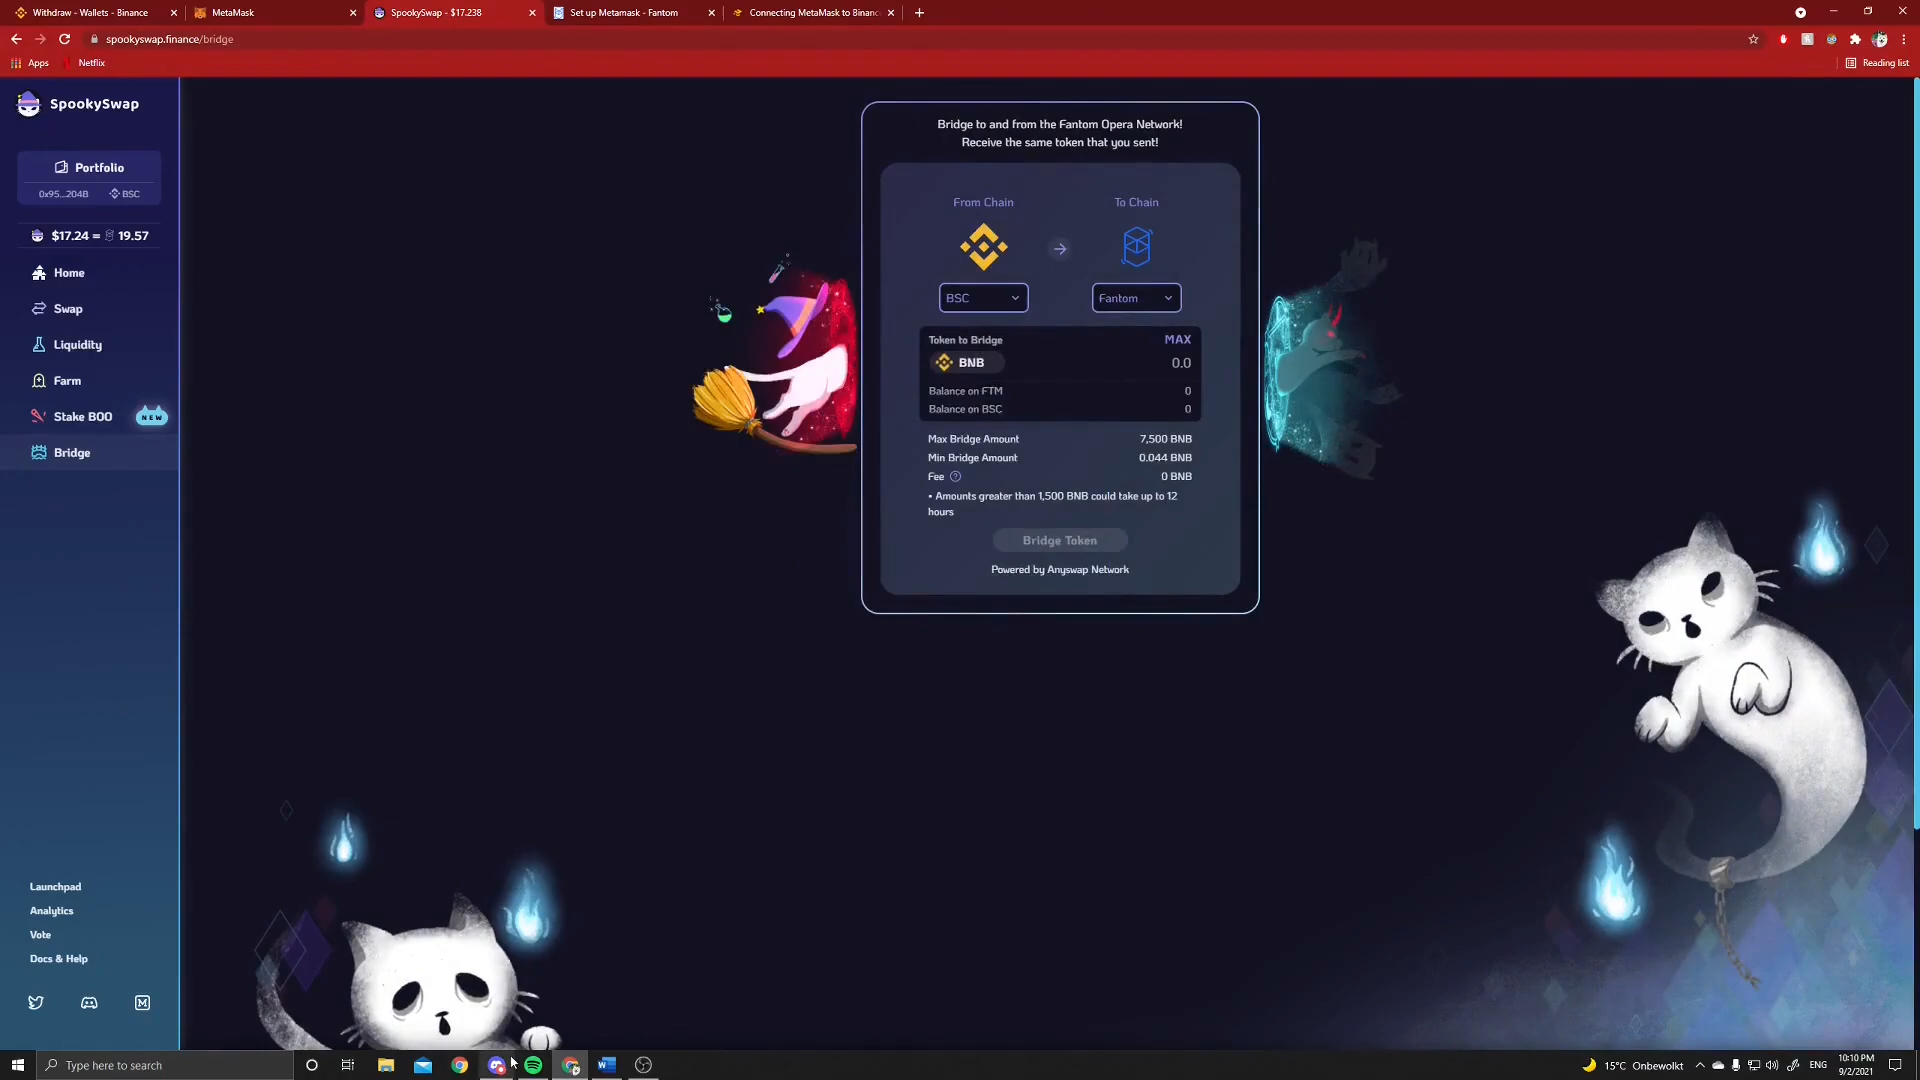 Withdraw - Wallets - Binance
MetaMask
SpookySwap - $17.238
Set up Metamask - Fantom
Connecting MetaMask to Binanc
spookyswap.finance/bridge
Apps
Netflix
Reading list
SpookySwap
Portfolio
0x95...204B BSC
$17.24 = 19.57
Home
Swap
Liquidity
Farm
Stake BOO NEW
Bridge
Launchpad
Analytics
Vote
Docs & Help
Bridge to and from the Fantom Opera Network!
Receive the same token that you sent!
From Chain To Chain
BSC Fantom
Token to Bridge MAX
BNB 0.0
Balance on FTM 0
Balance on BSC 0
Max Bridge Amount 7,500 BNB
Min Bridge Amount 0.044 BNB
Fee ? 0 BNB
• Amounts greater than 1,500 BNB could take up to 12
hours
Bridge Token
Powered by Anyswap Network
Type here to search
15°C Onbewolkt
ENG
10:10 PM
9/2/2021